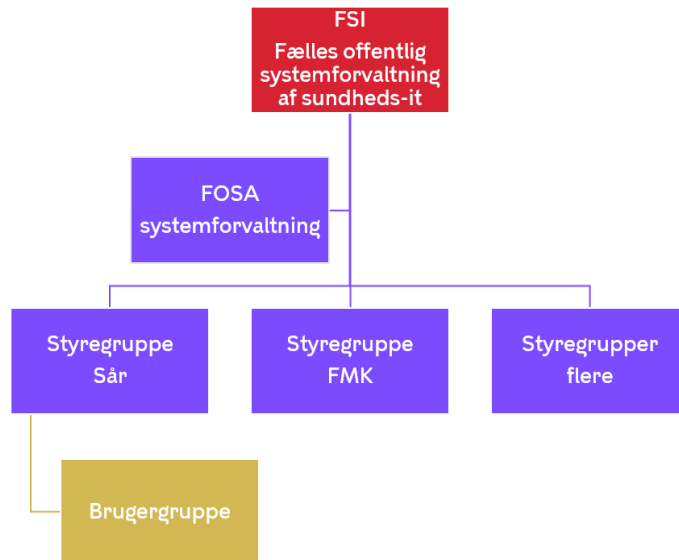 FSI
Fælles offentlig
systemforvaltning
af sundheds-it
FOSA
systemforvaltning
Styregruppe
Sår
Styregruppe
FMK
Styregrupper
flere
Brugergruppe